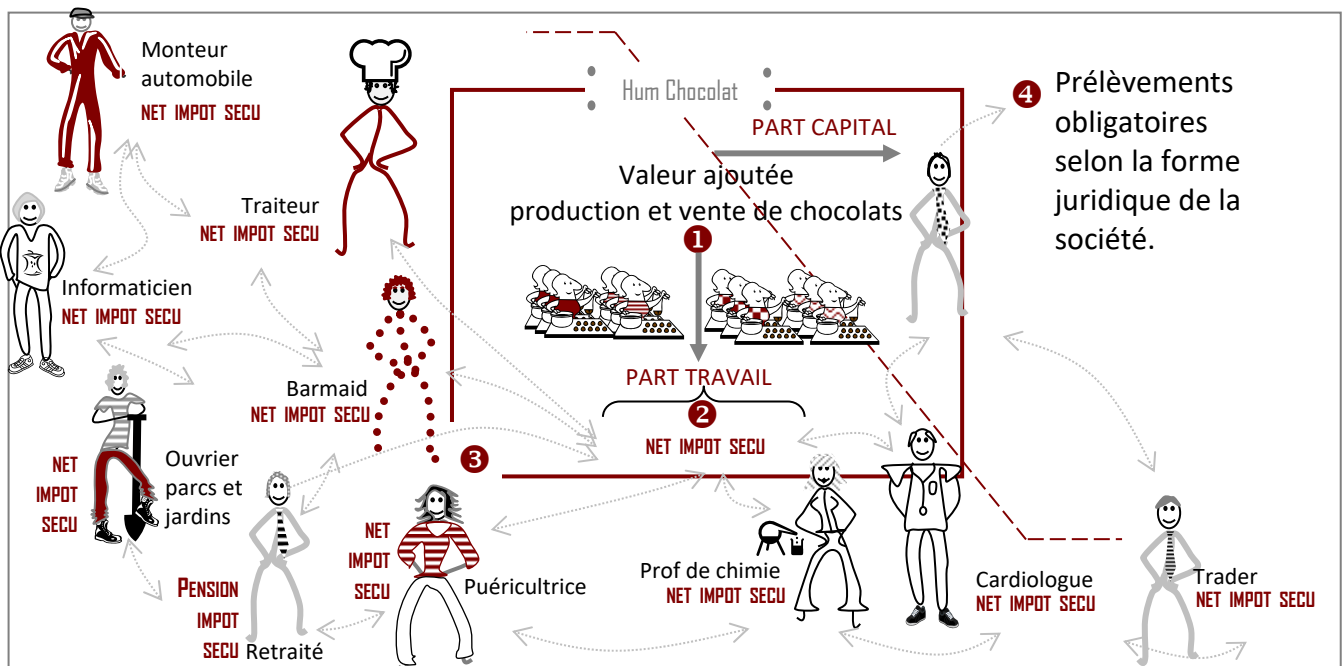 Monteur
automobile
NET IMPOT SECU
Hum Chocolat
PART CAPITAL
❹ Prélèvements
obligatoires
selon la forme
juridique de la
société.
Valeur ajoutée
production et vente de chocolats
❶
Traiteur
NET IMPOT SECU
Informaticien
NET IMPOT SECU
PART TRAVAIL
❷
NET IMPOT SECU
Barmaid
NET IMPOT SECU
❸
NET
IMPOT
SECU
Ouvrier
parcs et
jardins
PENSION
IMPOT
SECU
Retraité
NET
IMPOT
SECU
Puéricultrice
Prof de chimie
NET IMPOT SECU
Cardiologue
NET IMPOT SECU
Trader
NET IMPOT SECU